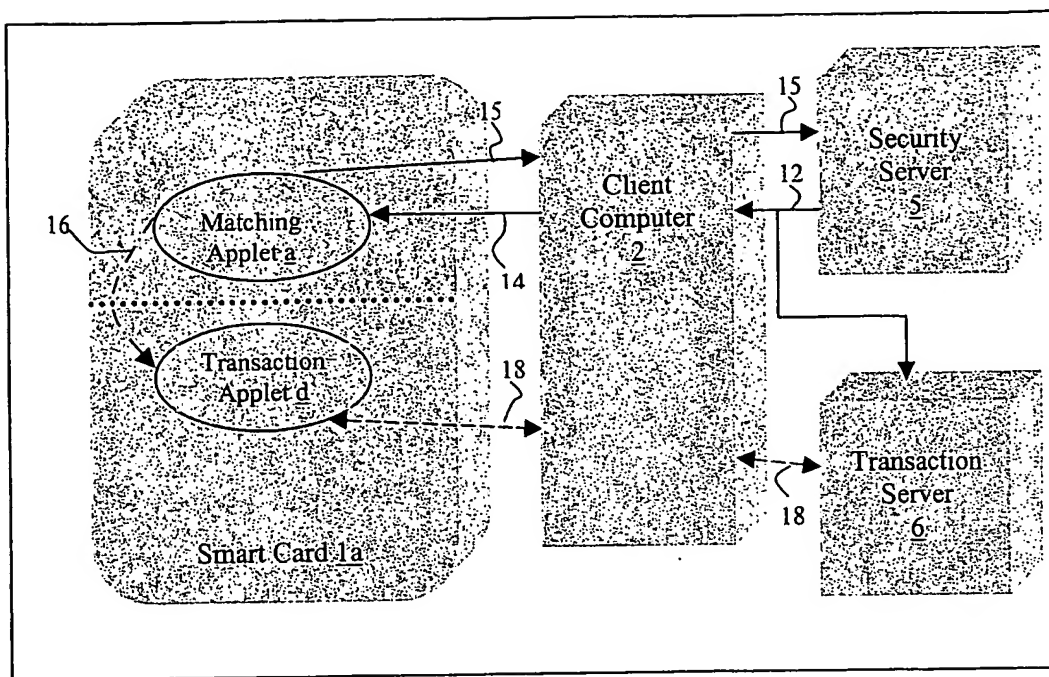 15
Matching
Applet a
16
14
Transaction
Applet d
18
Smart Card 1a
Client
Computer
2
15
12
Security
Server
5
18
Transaction
Server
6